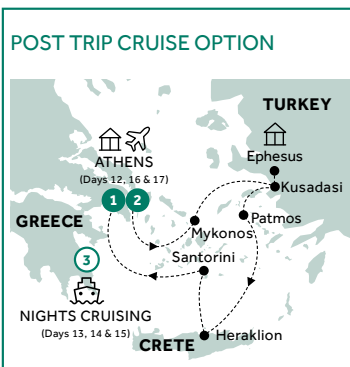 POST TRIP CRUISE OPTION
TURKEY
ATHENS
(Days 12, 16 & 17)
Ephesus
1 2
Kusadasi
Patmos
GREECE
Mykonos
3
Santorini
NIGHTS CRUISING
(Days 13, 14 & 15)
CRETE
Heraklion